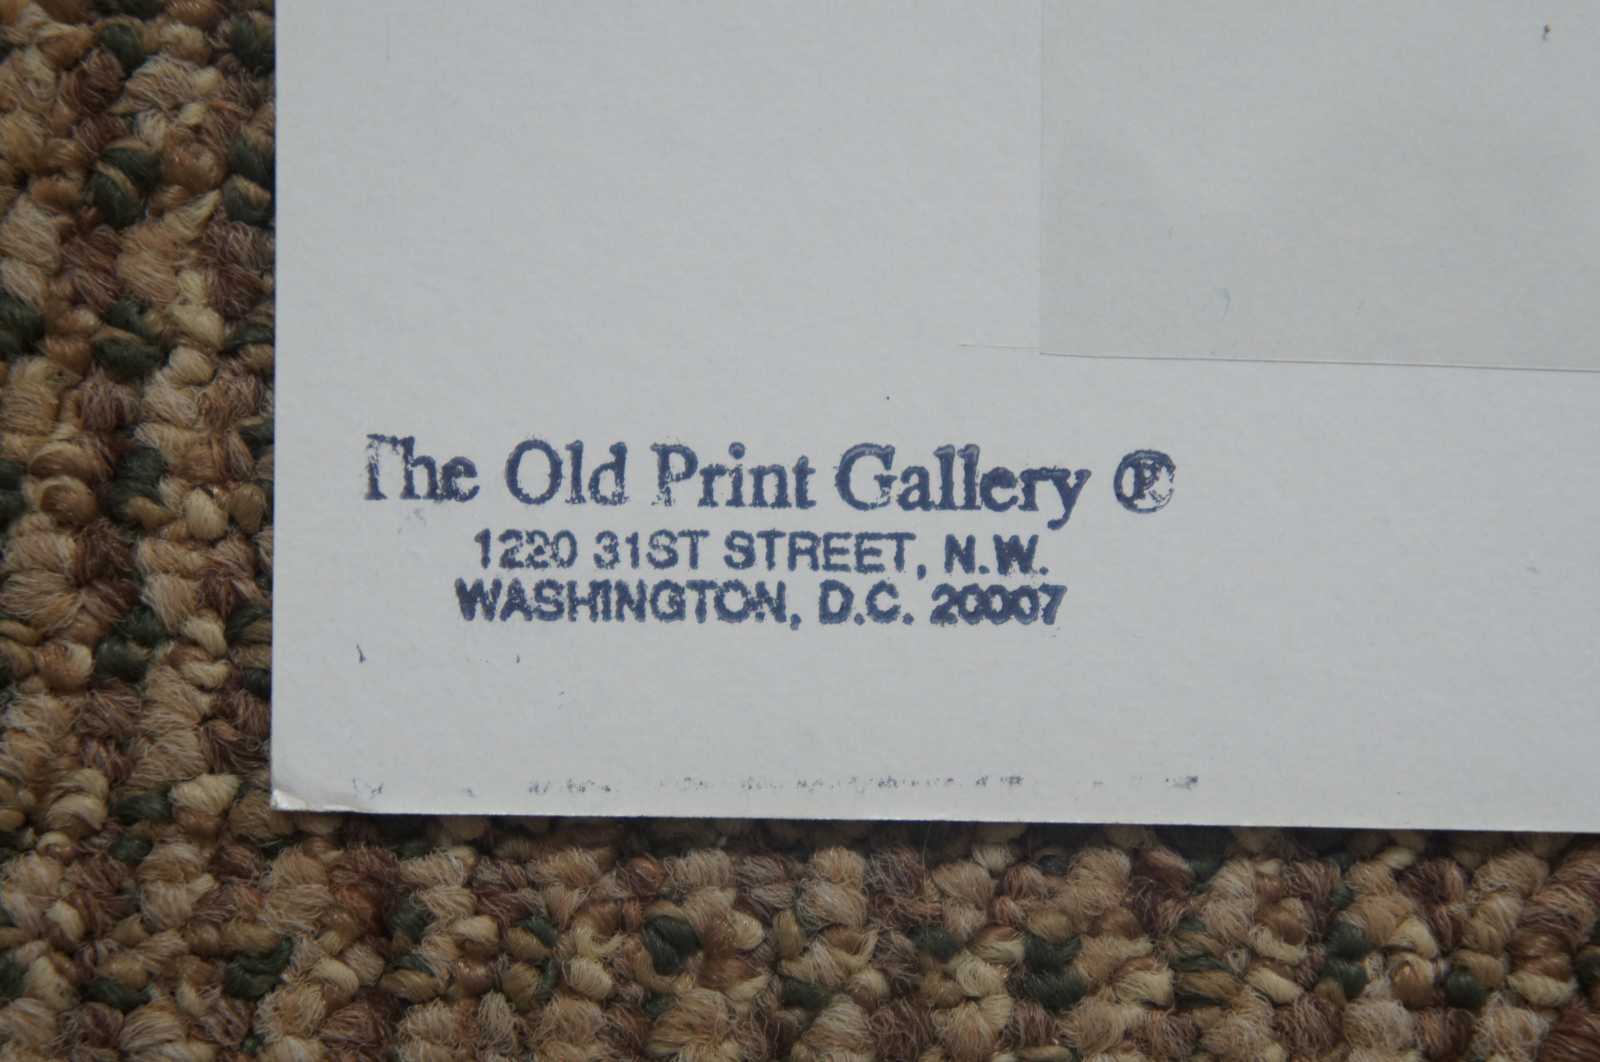 The Old Print Gallery ®
1220 31ST STREET, N.W.
WASHINGTON, D.C. 20007